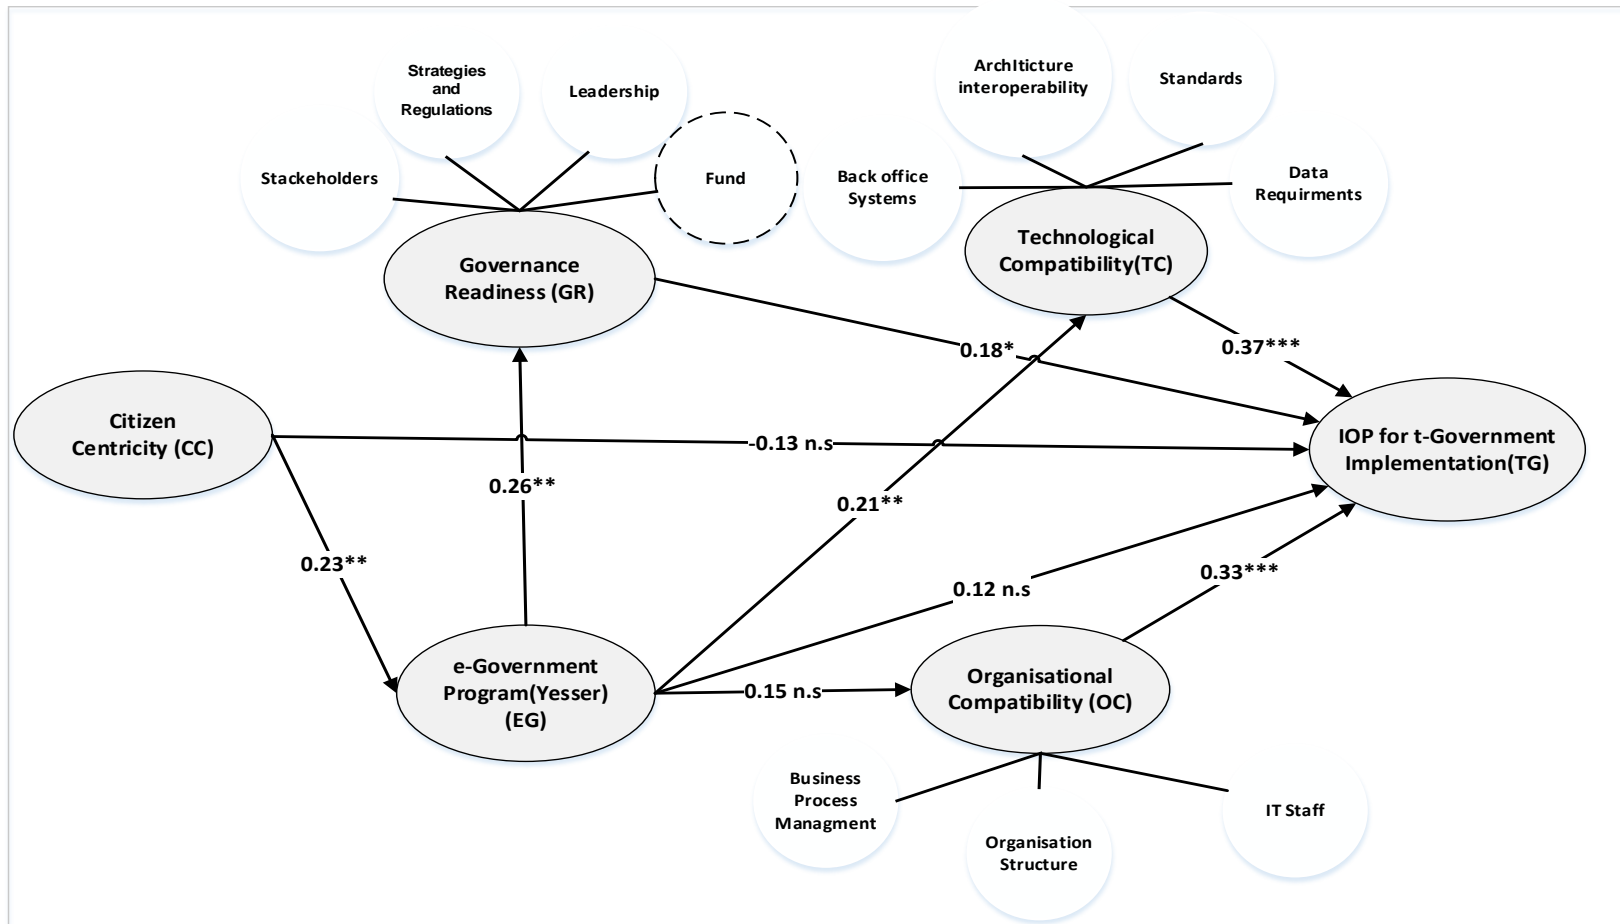 Strategies
and
Regulations
Leadership
Stackeholders
Fund
ArchIticture
interoperability
Standards
Back office
Systems
Data
Requirments
Governance
Readiness (GR)
Technological
Compatibility(TC)
0.18*
0.37***
Citizen
Centricity (CC)
-0.13 n.s
IOP for t-Government
Implementation(TG)
0.26**
0.21**
0.23**
0.12 n.s
0.33***
e-Government
Program(Yesser)
(EG)
0.15 n.s
Organisational
Compatibility (OC)
Business
Process
Managment
Organisation
Structure
IT Staff